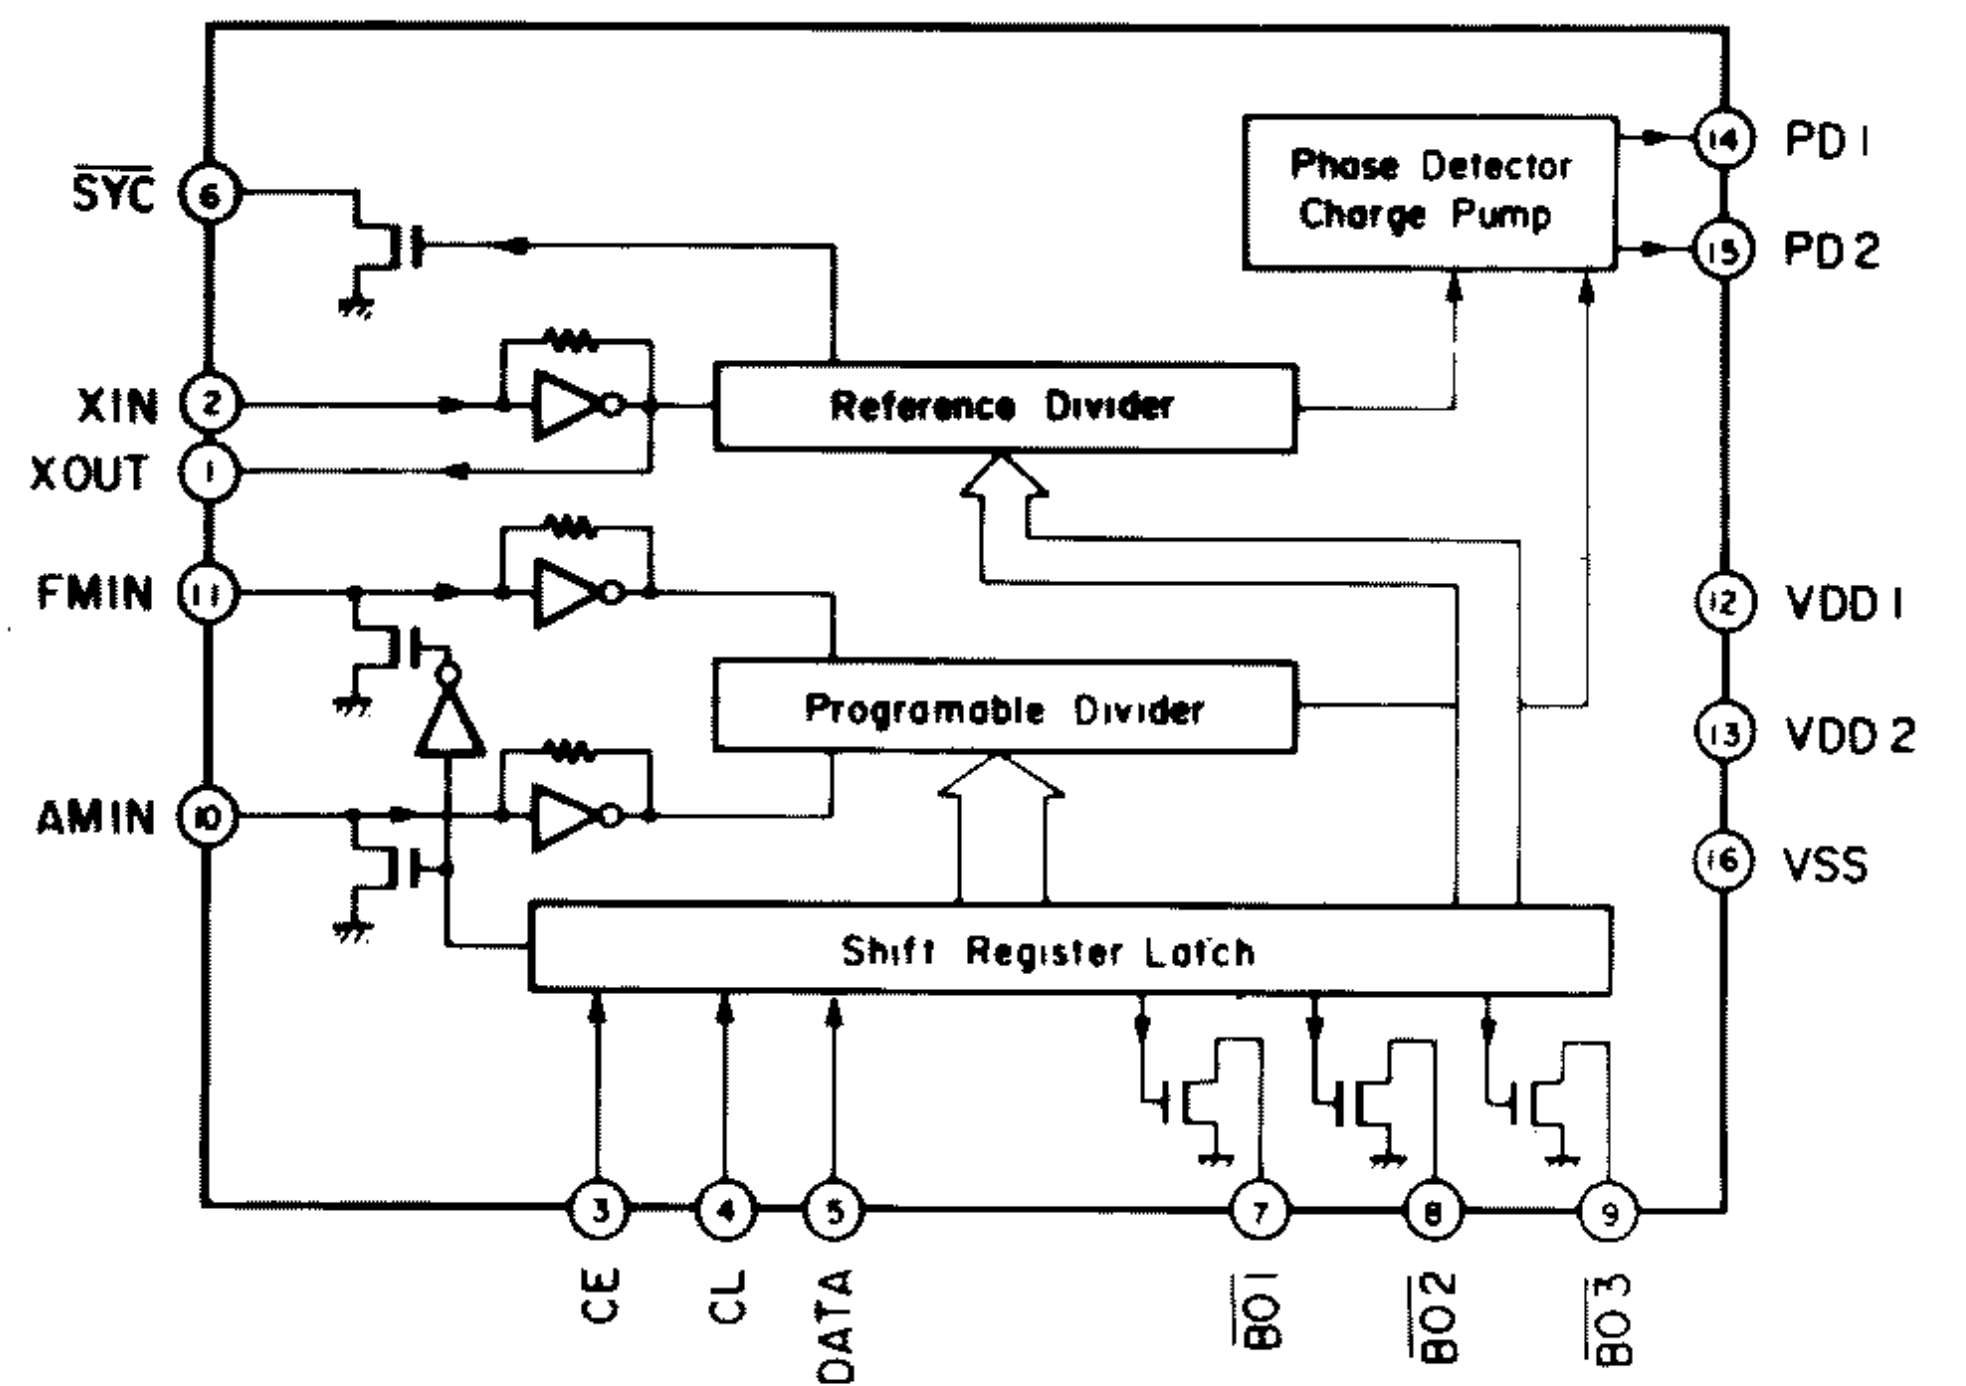 14 PD1
Phase Detector
Charge Pump
SYC 6
15 PD2
XIN 2
Reference Divider
XOUT 1
FMIN 11
12 VDD1
Programable Divider
13 VDD2
AMIN 10
16 VSS
Shift Register Latch
3 4 5 7 8 9
CE CL DATA BO1 BO2 BO3